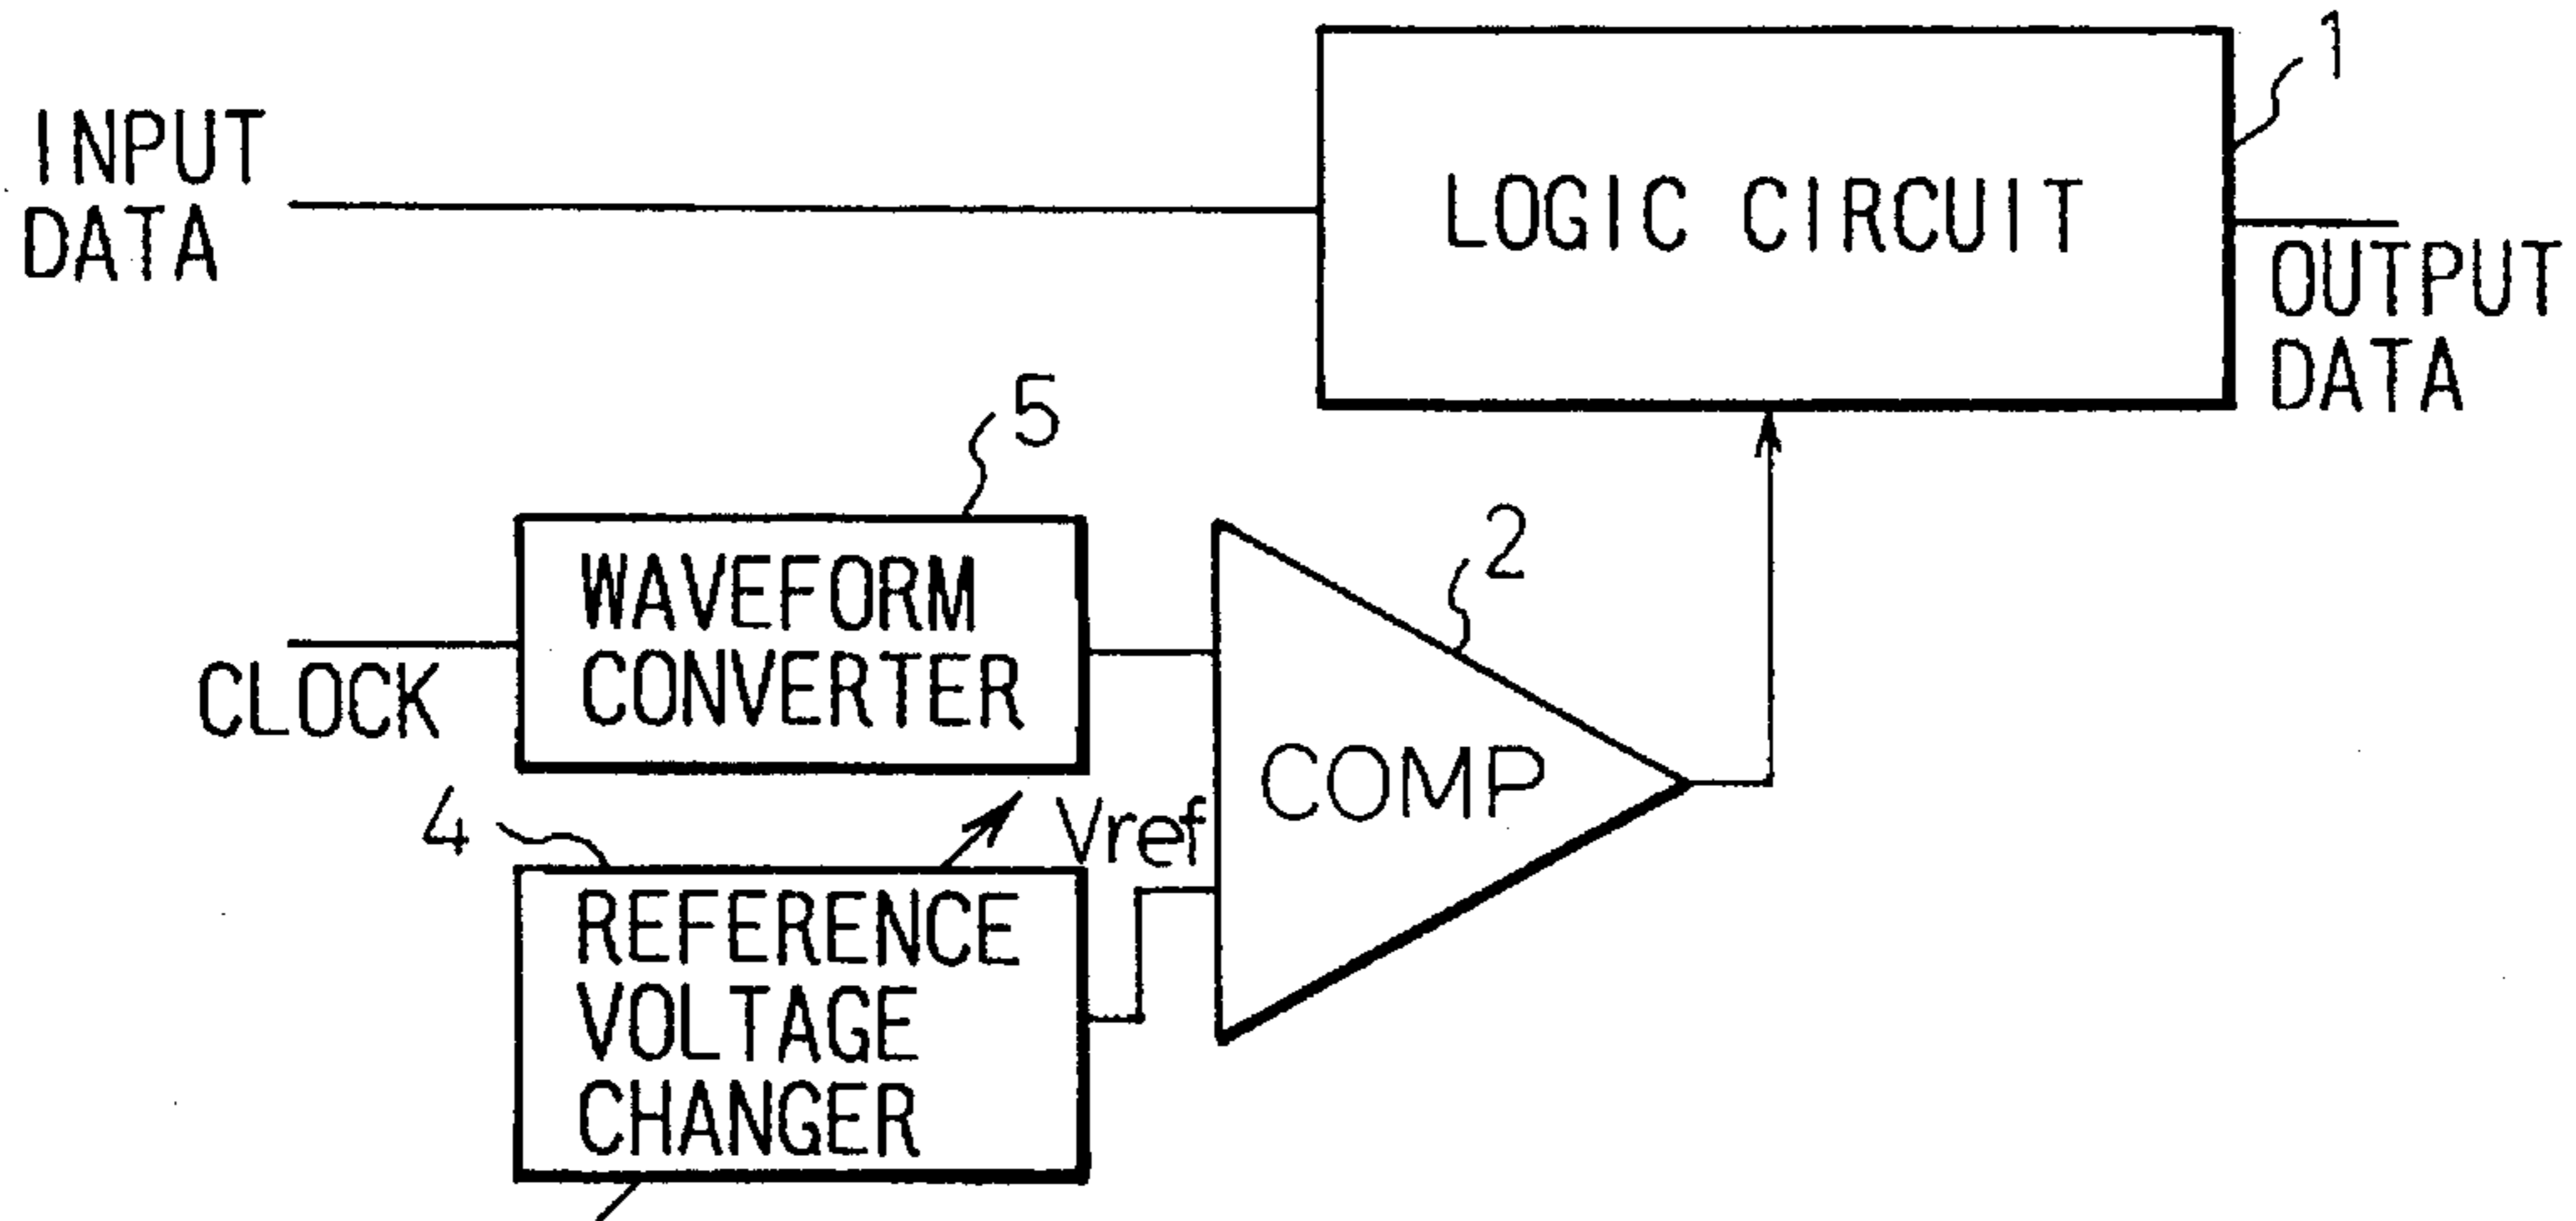 1
INPUT
DATA
LOGIC CIRCUIT
OUTPUT
DATA
5
WAVEFORM
CONVERTER
CLOCK
2
COMP
4
Vref
REFERENCE
VOLTAGE
CHANGER